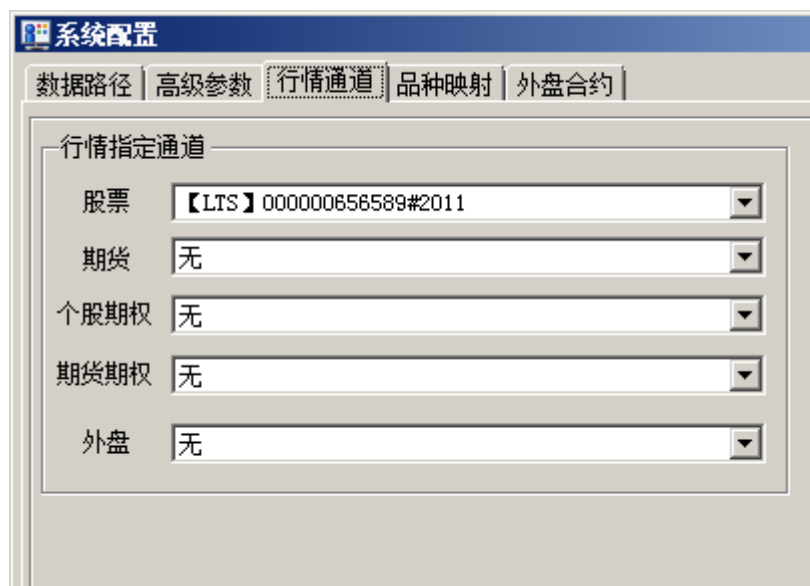 系统配置
数据路径 高级参数 行情通道 品种映射 外盘合约
行情指定通道
股票 【LTS】000000656589#2011
期货 无
个股期权 无
期货期权 无
外盘 无